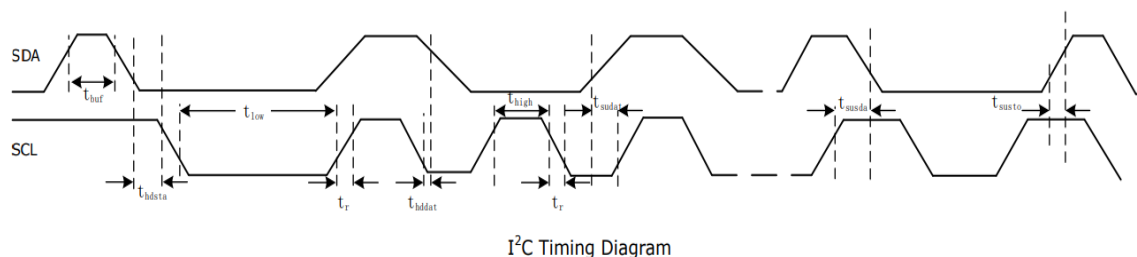 SDA
t_buf
t_high
t_sudat
t_low
t_susda
t_susto
SCL
t_hdsta
t_r
t_hddat
t_r
I²C Timing Diagram